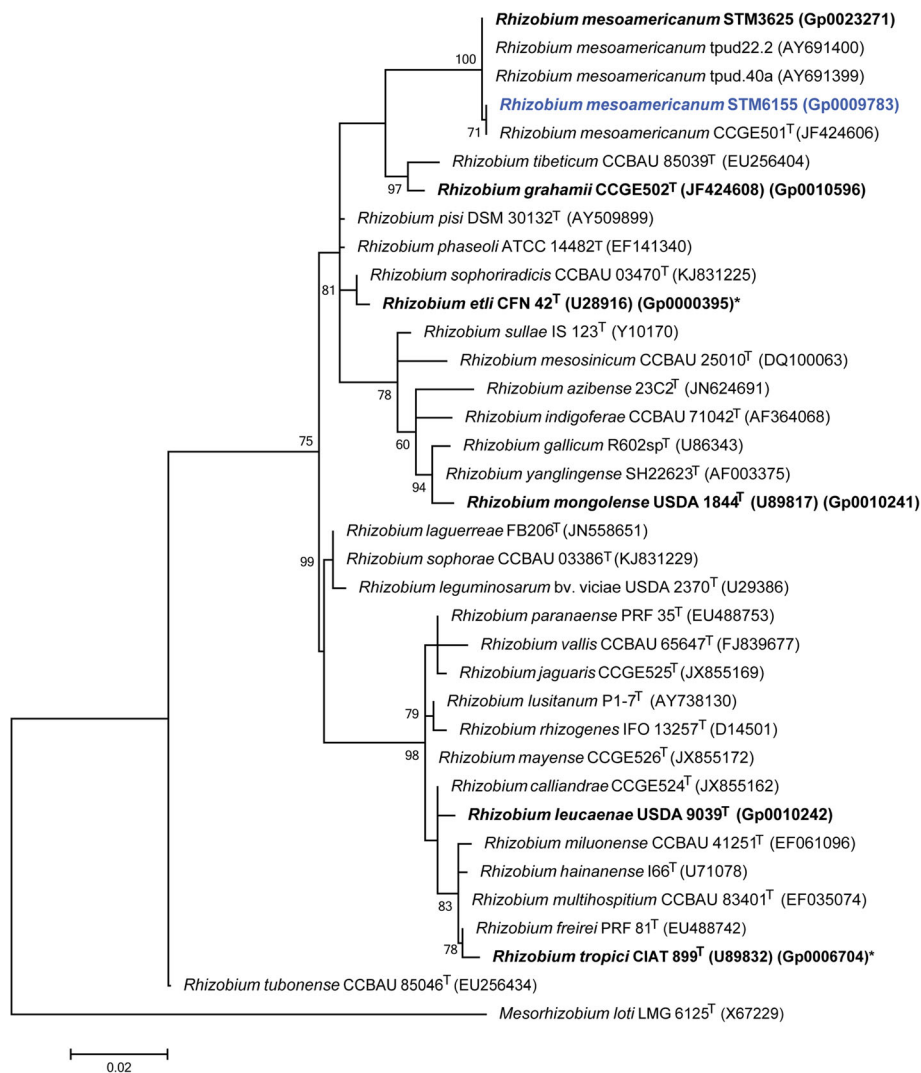 Rhizobium mesoamericanum STM3625 (Gp0023271)
Rhizobium mesoamericanum tpud22.2 (AY691400)
100
Rhizobium mesoamericanum tpud.40a (AY691399)
Rhizobium mesoamericanum STM6155 (Gp0009783)
71
Rhizobium mesoamericanum CCGE501T (JF424606)
Rhizobium tibeticum CCBAU 85039T (EU256404)
97
Rhizobium grahamii CCGE502T (JF424608) (Gp0010596)
Rhizobium pisi DSM 30132T (AY509899)
Rhizobium phaseoli ATCC 14482T (EF141340)
Rhizobium sophoriradicis CCBAU 03470T (KJ831225)
81
Rhizobium etli CFN 42T (U28916) (Gp0000395)*
Rhizobium sullae IS 123T (Y10170)
Rhizobium mesosinicum CCBAU 25010T (DQ100063)
78
Rhizobium azibense 23C2T (JN624691)
Rhizobium indigoferae CCBAU 71042T (AF364068)
60
Rhizobium gallicum R602spT (U86343)
75
Rhizobium yanglingense SH22623T (AF003375)
94
Rhizobium mongolense USDA 1844T (U89817) (Gp0010241)
Rhizobium laguerreae FB206T (JN558651)
99
Rhizobium sophorae CCBAU 03386T (KJ831229)
Rhizobium leguminosarum bv. viciae USDA 2370T (U29386)
Rhizobium paranaense PRF 35T (EU488753)
Rhizobium vallis CCBAU 65647T (FJ839677)
Rhizobium jaguaris CCGE525T (JX855169)
Rhizobium lusitanum P1-7T (AY738130)
79
Rhizobium rhizogenes IFO 13257T (D14501)
98
Rhizobium mayense CCGE526T (JX855172)
Rhizobium calliandrae CCGE524T (JX855162)
Rhizobium leucaenae USDA 9039T (Gp0010242)
Rhizobium miluonense CCBAU 41251T (EF061096)
Rhizobium hainanense I66T (U71078)
83
Rhizobium multihospitium CCBAU 83401T (EF035074)
Rhizobium freirei PRF 81T (EU488742)
78
Rhizobium tropici CIAT 899T (U89832) (Gp0006704)*
Rhizobium tubonense CCBAU 85046T (EU256434)
Mesorhizobium loti LMG 6125T (X67229)
0.02